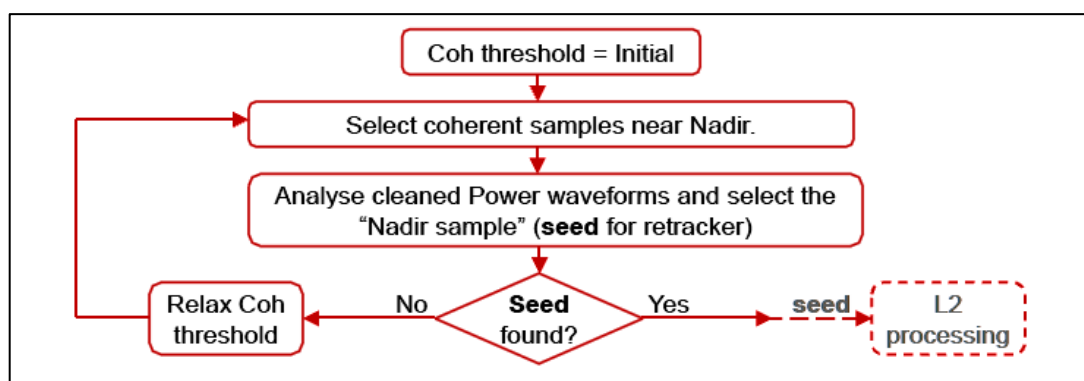 Coh threshold = Initial
Select coherent samples near Nadir.
Analyse cleaned Power waveforms and select the
“Nadir sample” (seed for retracker)
Relax Coh
threshold
No
Seed
found?
Yes
seed
L2
processing